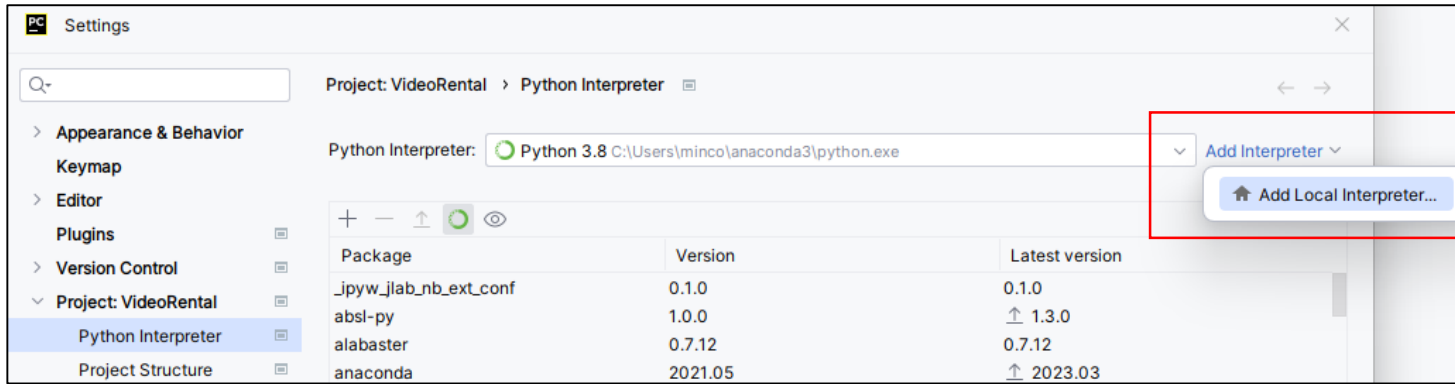 PC Settings
Project: VideoRental › Python Interpreter
Appearance & Behavior
Keymap
Editor
Plugins
Version Control
Project: VideoRental
Python Interpreter
Project Structure
Python Interpreter: Python 3.8 C:\Users\minco\anaconda3\python.exe
Add Interpreter
Add Local Interpreter...
Package Version Latest version
_ipyw_jlab_nb_ext_conf 0.1.0 0.1.0
absl-py 1.0.0 1.3.0
alabaster 0.7.12 0.7.12
anaconda 2021.05 2023.03